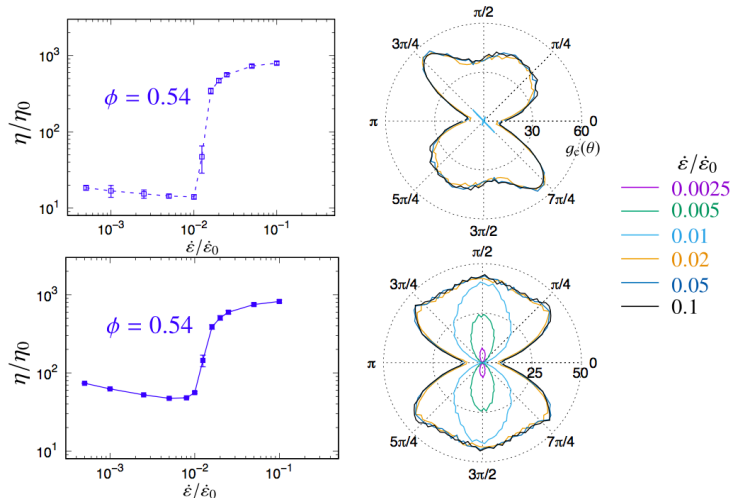 10³
10²
10¹
η/η₀
ϕ = 0.54
10⁻³
10⁻²
10⁻¹
ε̇/ε̇₀
π/2
3π/4
π/4
π
0
30
60
g_ε̇(θ)
5π/4
7π/4
3π/2
10³
10²
10¹
η/η₀
ϕ = 0.54
10⁻³
10⁻²
10⁻¹
ε̇/ε̇₀
π/2
3π/4
π/4
π
0
25
50
5π/4
7π/4
3π/2
ε̇/ε̇₀
0.0025
0.005
0.01
0.02
0.05
0.1